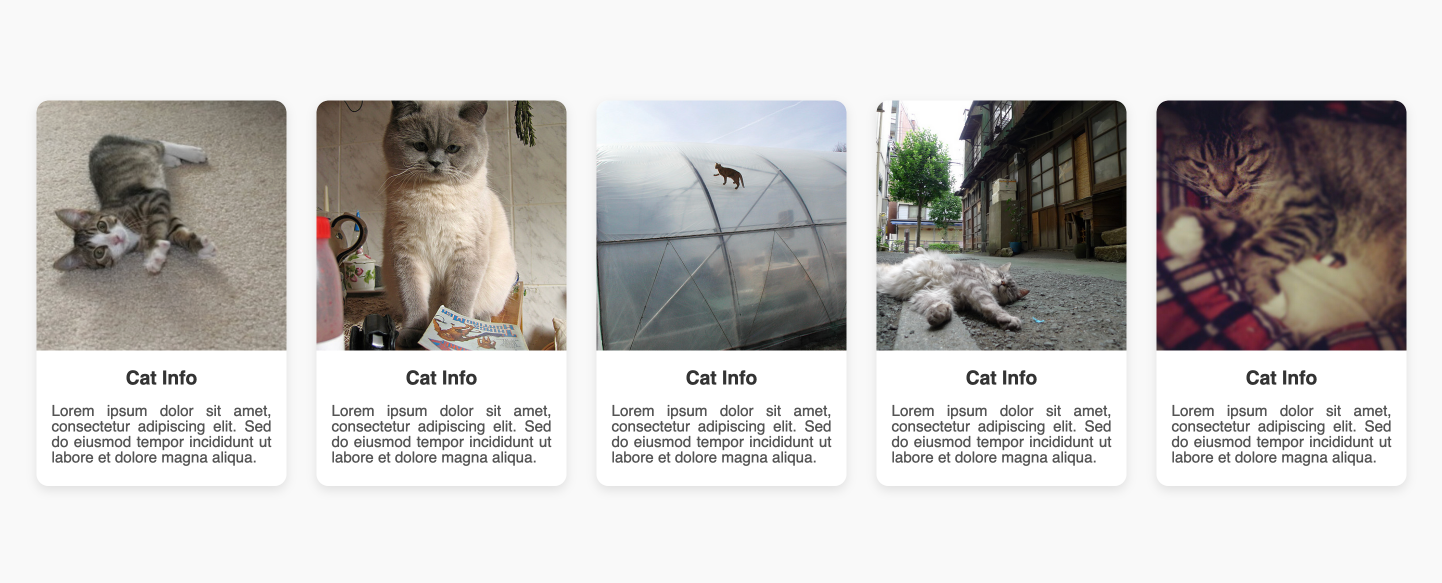 Cat Info
Lorem ipsum dolor sit amet,
consectetur adipiscing elit. Sed
do eiusmod tempor incididunt ut
labore et dolore magna aliqua.
Cat Info
Lorem ipsum dolor sit amet,
consectetur adipiscing elit. Sed
do eiusmod tempor incididunt ut
labore et dolore magna aliqua.
Cat Info
Lorem ipsum dolor sit amet,
consectetur adipiscing elit. Sed
do eiusmod tempor incididunt ut
labore et dolore magna aliqua.
Cat Info
Lorem ipsum dolor sit amet,
consectetur adipiscing elit. Sed
do eiusmod tempor incididunt ut
labore et dolore magna aliqua.
Cat Info
Lorem ipsum dolor sit amet,
consectetur adipiscing elit. Sed
do eiusmod tempor incididunt ut
labore et dolore magna aliqua.